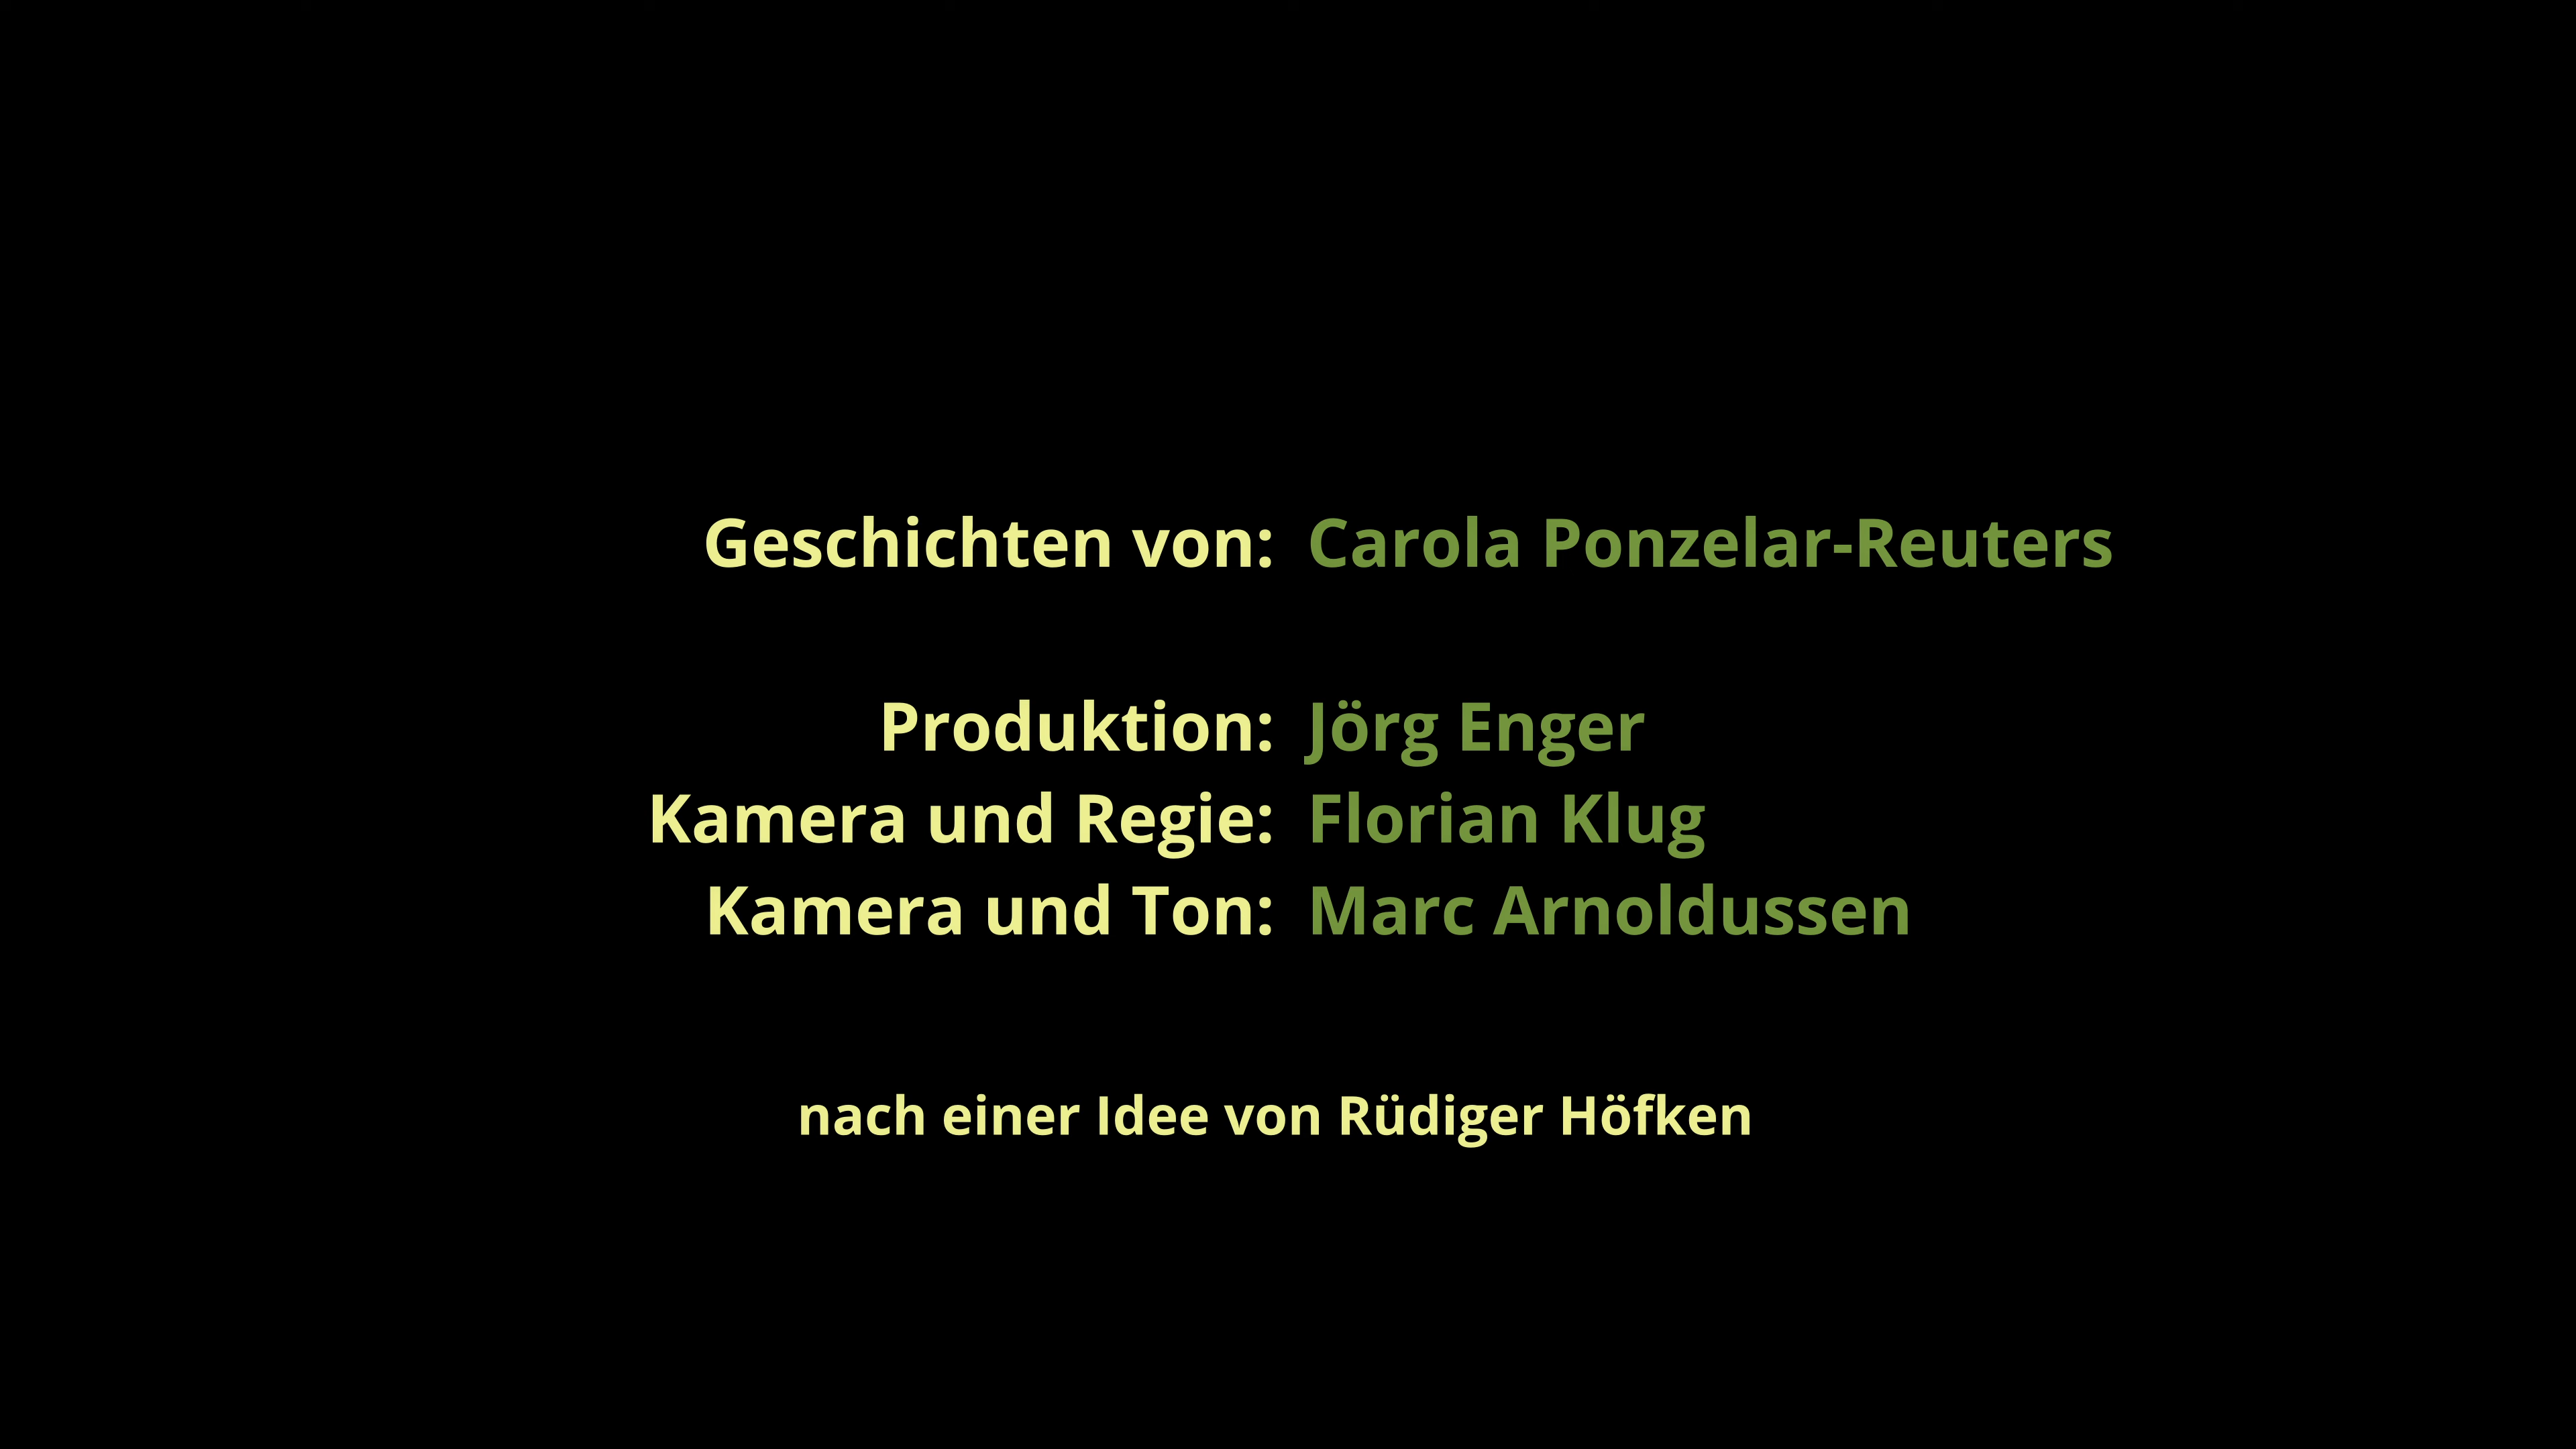 Geschichten von: Carola Ponzelar-Reuters
Produktion: Jörg Enger
Kamera und Regie: Florian Klug
Kamera und Ton: Marc Arnoldussen
nach einer Idee von Rüdiger Höfken